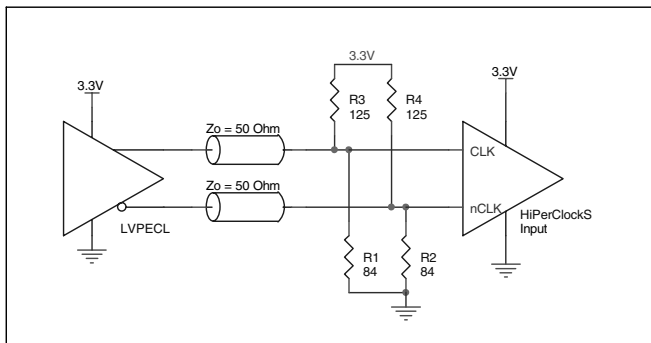 3.3V
3.3V
3.3V
R3
125
R4
125
Zo = 50 Ohm
CLK
Zo = 50 Ohm
nCLK
LVPECL
HiPerClockS
Input
R1
84
R2
84